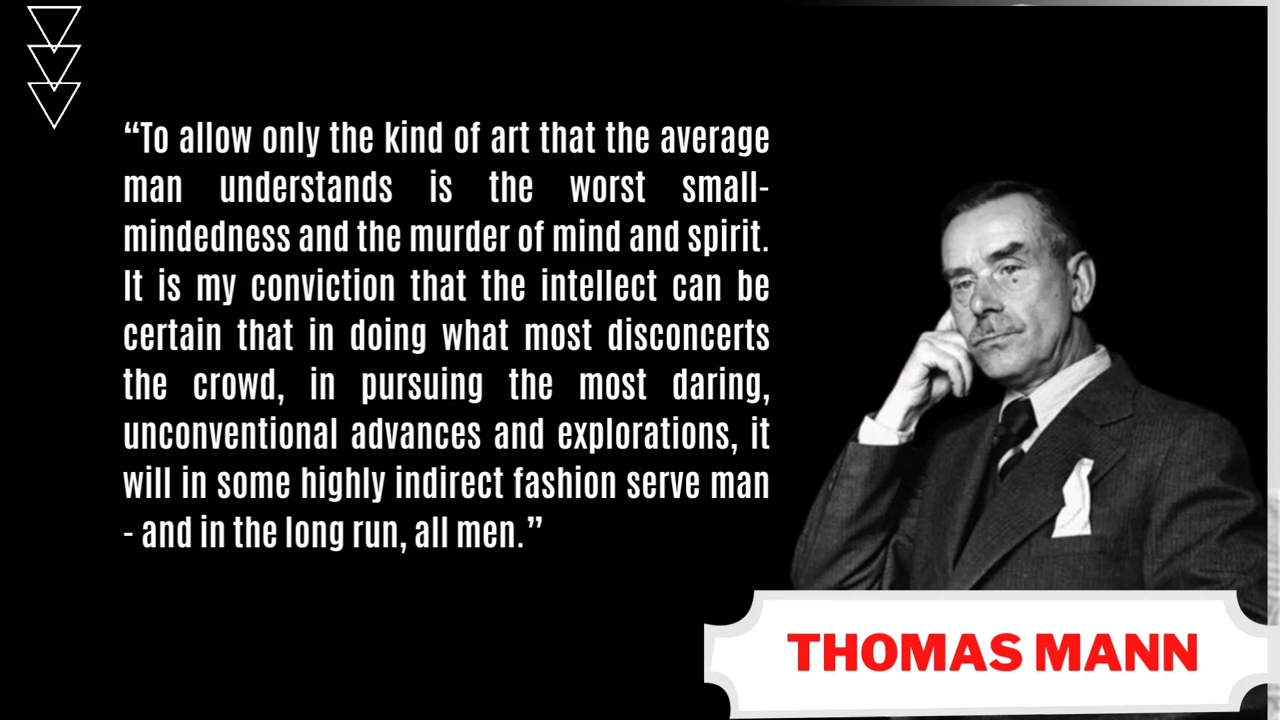 “To allow only the kind of art that the average
man understands is the worst small-
mindedness and the murder of mind and spirit.
It is my conviction that the intellect can be
certain that in doing what most disconcerts
the crowd, in pursuing the most daring,
unconventional advances and explorations, it
will in some highly indirect fashion serve man
- and in the long run, all men.”
THOMAS MANN